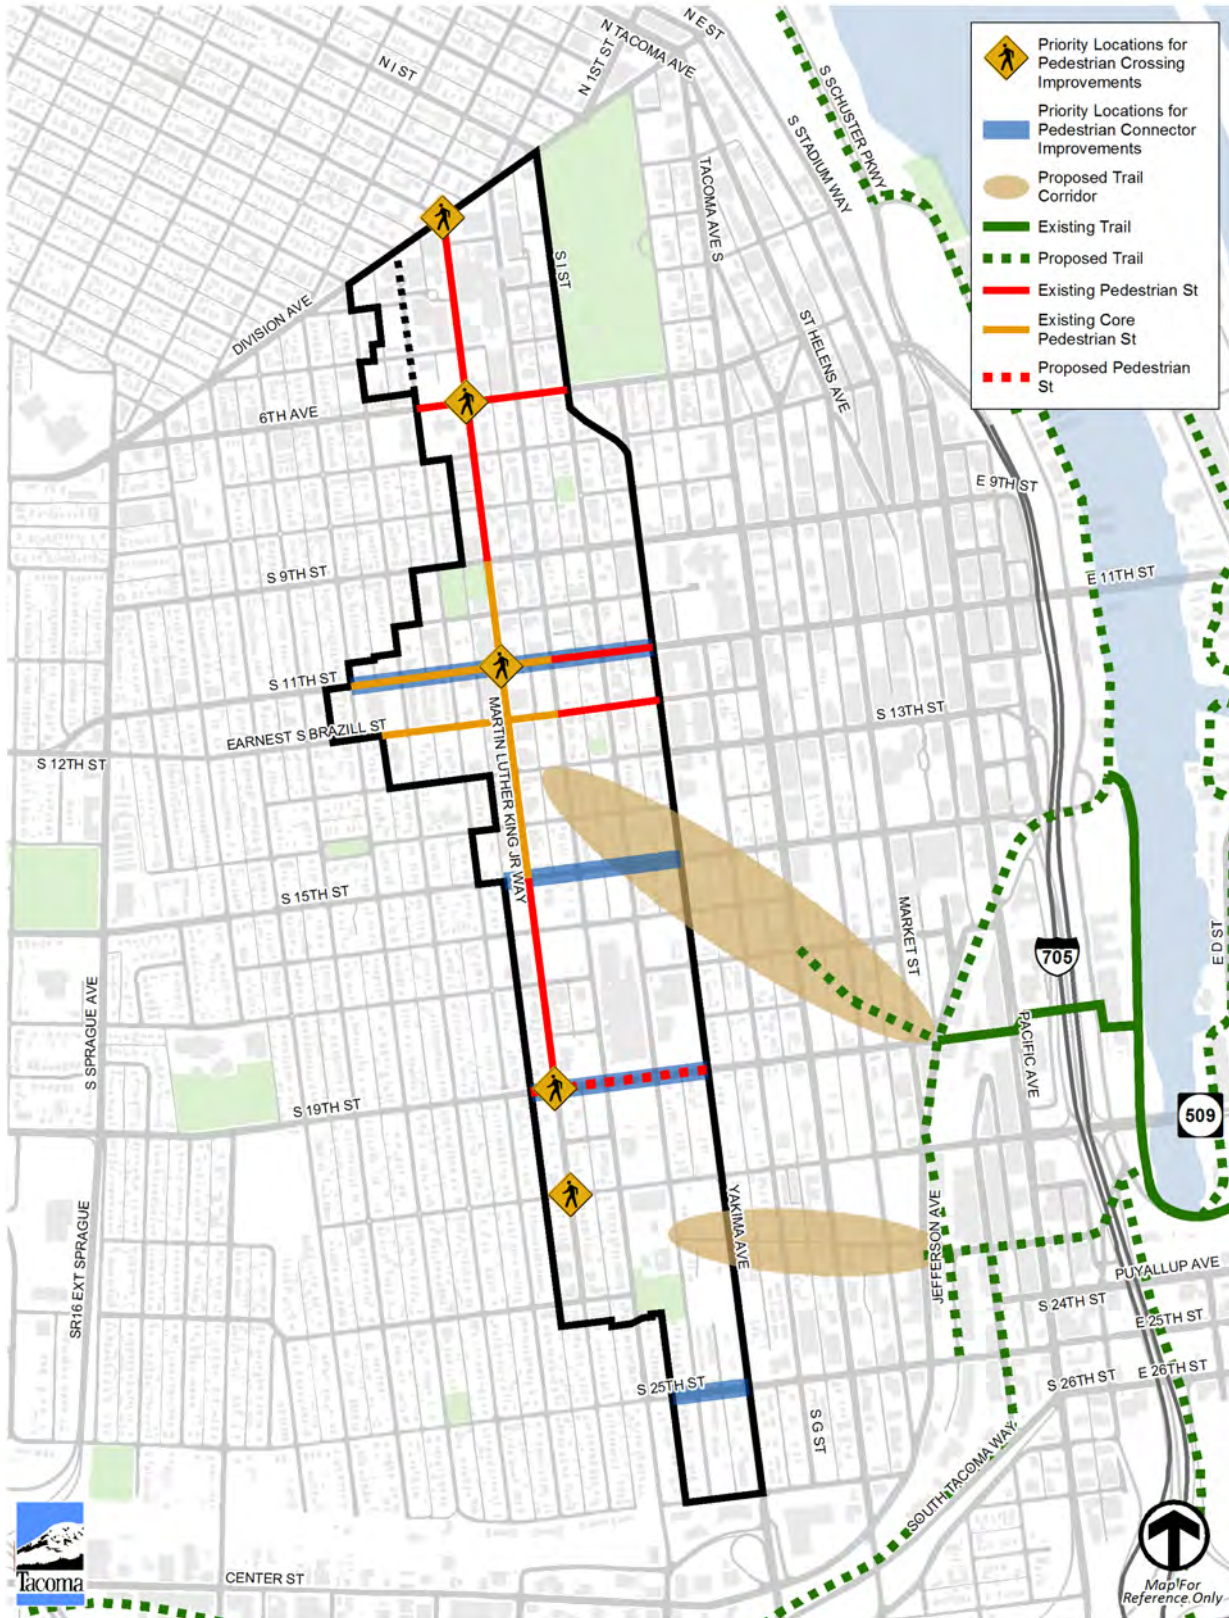 Priority Locations for
Pedestrian Crossing
Improvements
Priority Locations for
Pedestrian Connector
Improvements
Proposed Trail
Corridor
Existing Trail
Proposed Trail
Existing Pedestrian St
Existing Core
Pedestrian St
Proposed Pedestrian
St
N E ST
N TACOMA AVE
N 1ST ST
N I ST
S SCHUSTER PKWY
S STADIUM WAY
TACOMA AVE S
S I ST
ST HELENS AVE
DIVISION AVE
6TH AVE
E 9TH ST
S 9TH ST
E 11TH ST
S 11TH ST
EARNEST S BRAZILL ST
MARTIN LUTHER KING JR WAY
S 13TH ST
S 12TH ST
S 15TH ST
MARKET ST
705
E D ST
S SPRAGUE AVE
PACIFIC AVE
S 19TH ST
509
YAKIMA AVE
JEFFERSON AVE
SR16 EXT SPRAGUE
PUYALLUP AVE
S 24TH ST
E 25TH ST
S 25TH ST
S 26TH ST
E 26TH ST
S G ST
SOUTH TACOMA WAY
Tacoma
CENTER ST
Map For
Reference Only